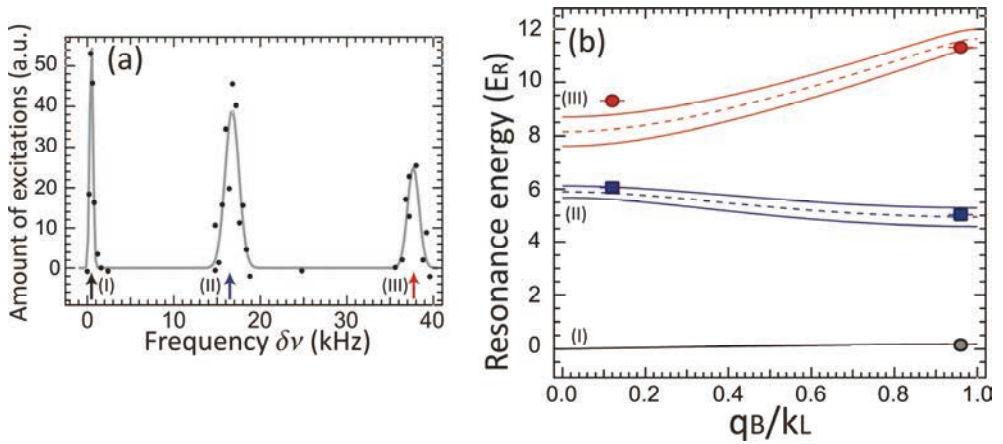 (a)
Amount of excitations (a.u.)
50
40
30
20
10
0
(I)
(II)
(III)
0
10
20
30
40
Frequency δν (kHz)
(b)
Resonance energy (ER)
12
10
8
6
4
2
0
(III)
(II)
(I)
0.0
0.2
0.4
0.6
0.8
1.0
qB/kL